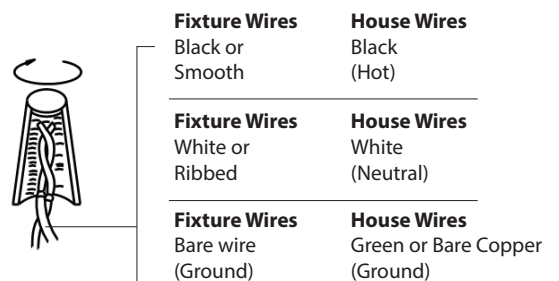 Fixture Wires House Wires
Black or Black
Smooth (Hot)
Fixture Wires House Wires
White or White
Ribbed (Neutral)
Fixture Wires House Wires
Bare wire Green or Bare Copper
(Ground) (Ground)